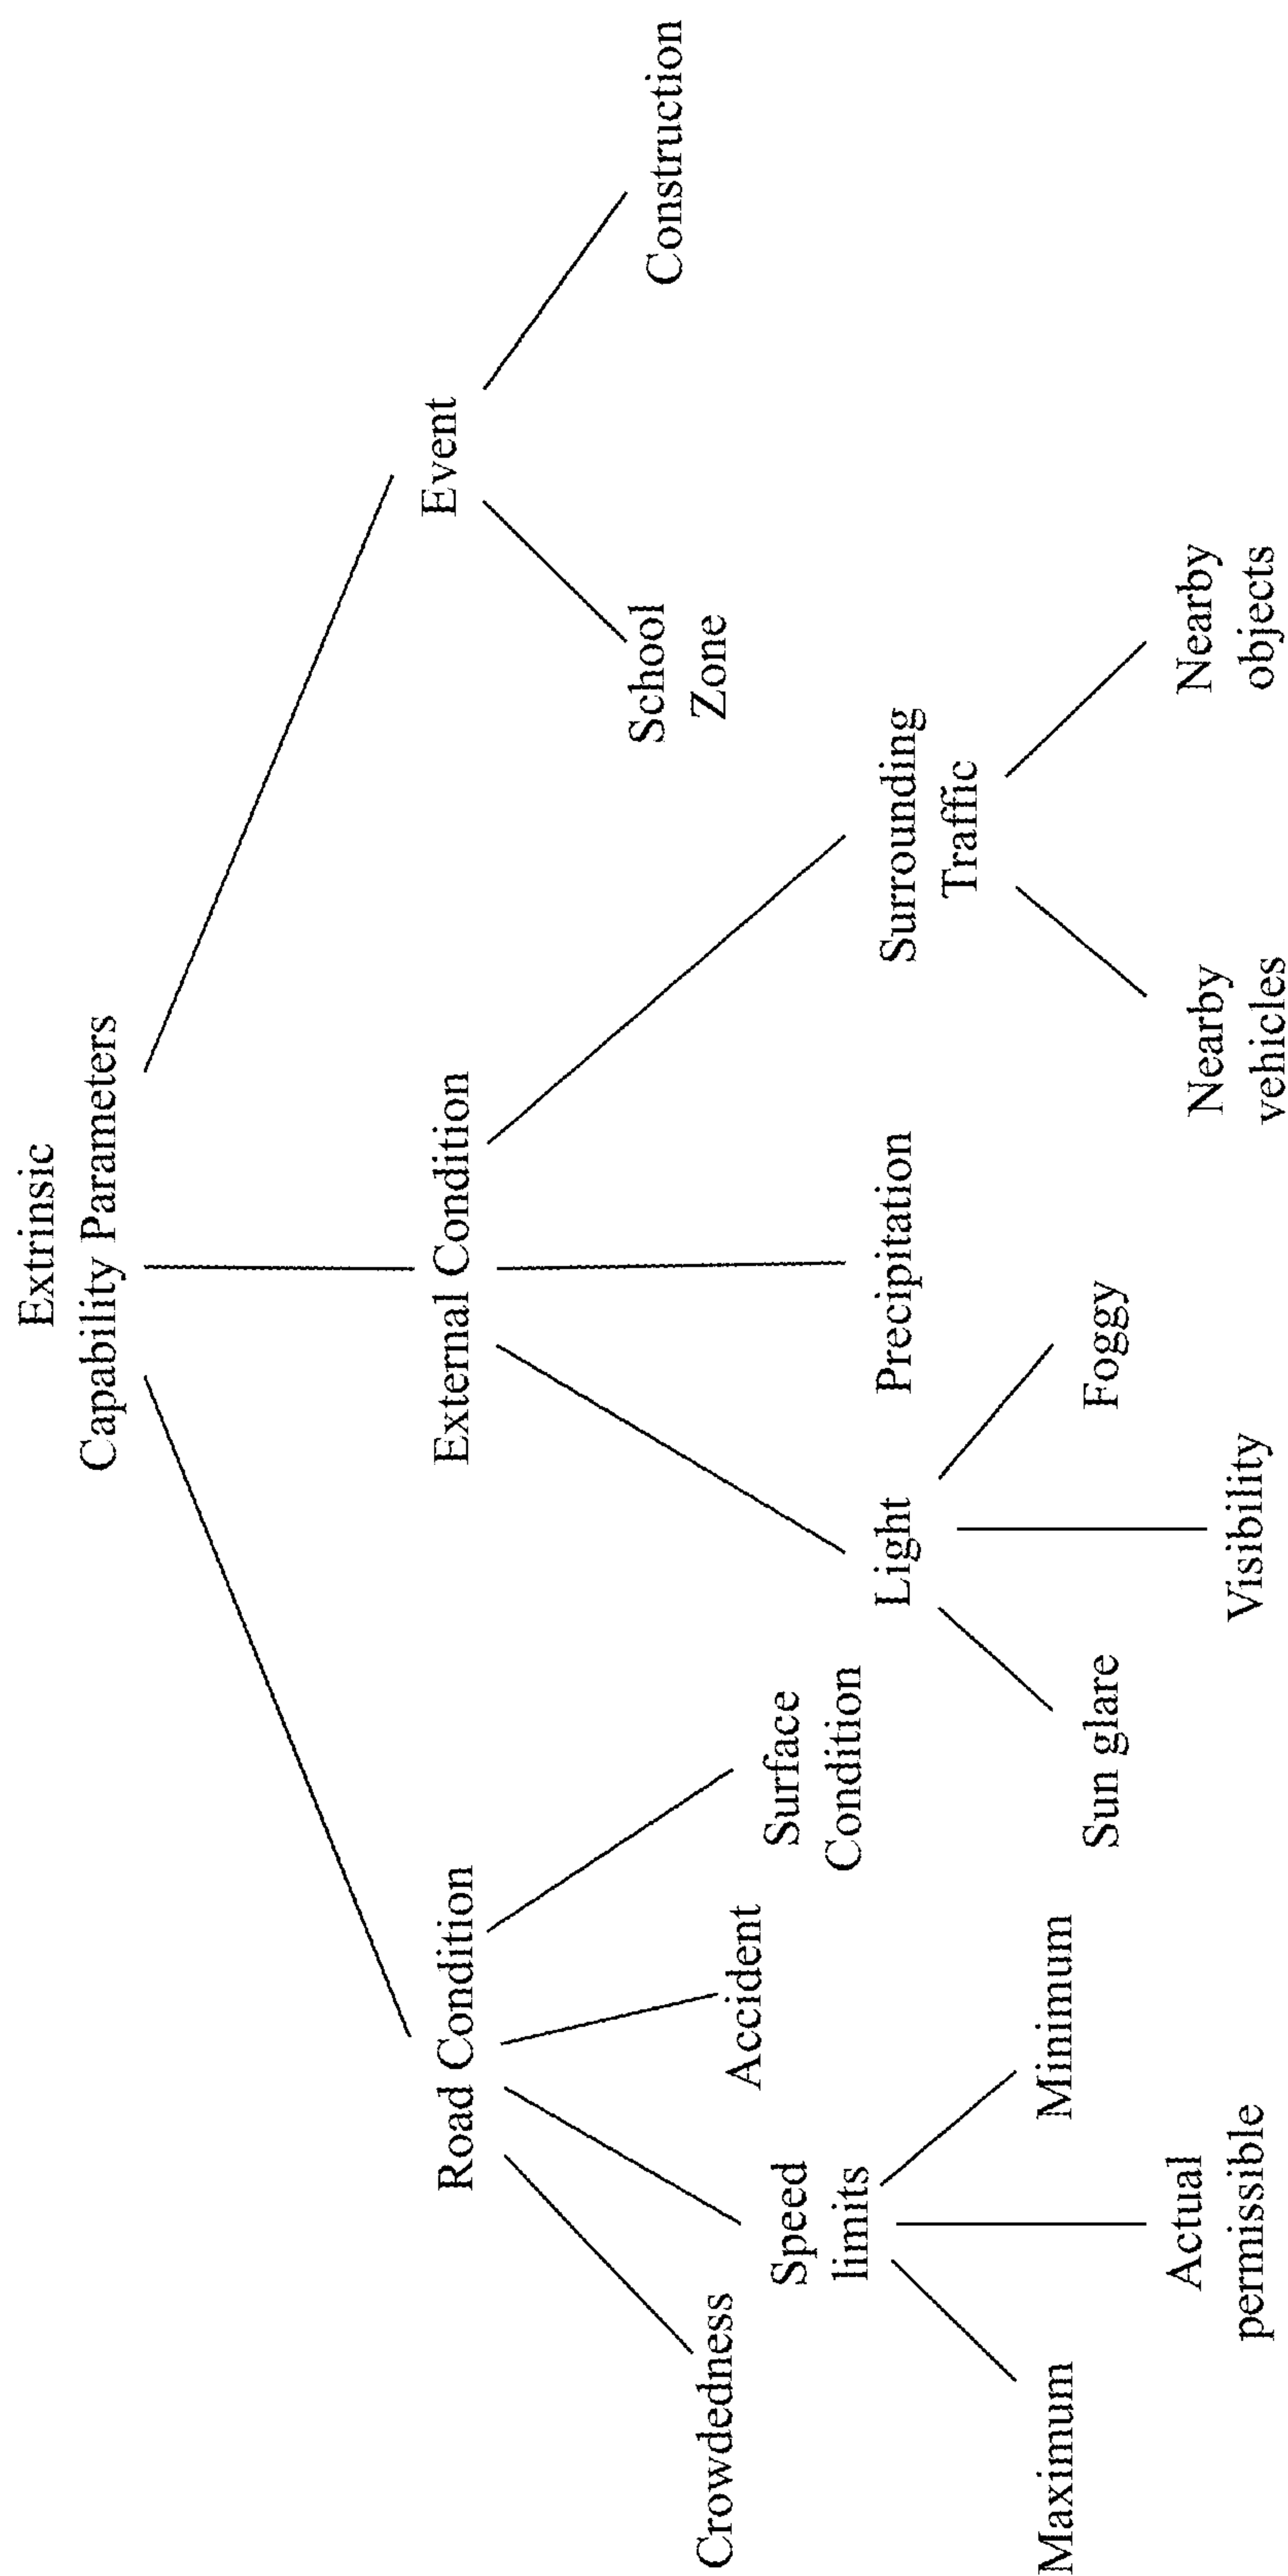 Extrinsic
Capability Parameters
Road Condition
External Condition
Event
Crowdedness
Speed
limits
Accident
Surface
Condition
School
Zone
Construction
Light
Precipitation
Surrounding
Traffic
Maximum
Actual
permissible
Minimum
Sun glare
Visibility
Foggy
Nearby
vehicles
Nearby
objects